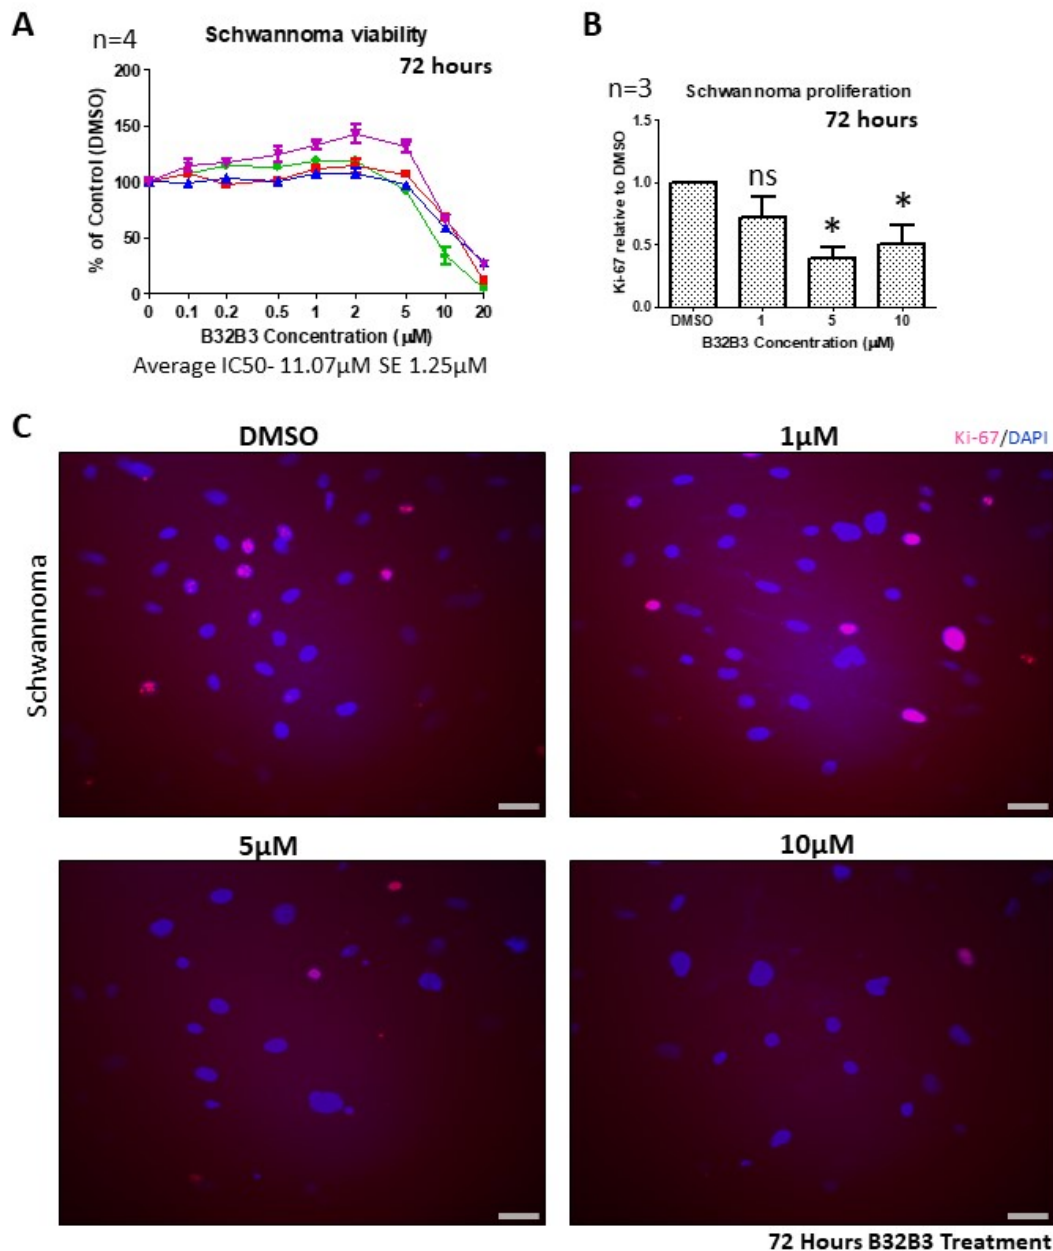 A
n=4
Schwannoma viability
72 hours
% of Control (DMSO)
200
150
100
50
0
0 0.1 0.2 0.5 1 2 5 10 20
B32B3 Concentration (μM)
Average IC50- 11.07μM SE 1.25μM
B
n=3
Schwannoma proliferation
72 hours
Ki-67 relative to DMSO
1.5
1.0
0.5
0.0
ns
*
*
DMSO 1 5 10
B32B3 Concentration (μM)
C
DMSO
1μM
Ki-67/DAPI
Schwannoma
5μM
10μM
72 Hours B32B3 Treatment